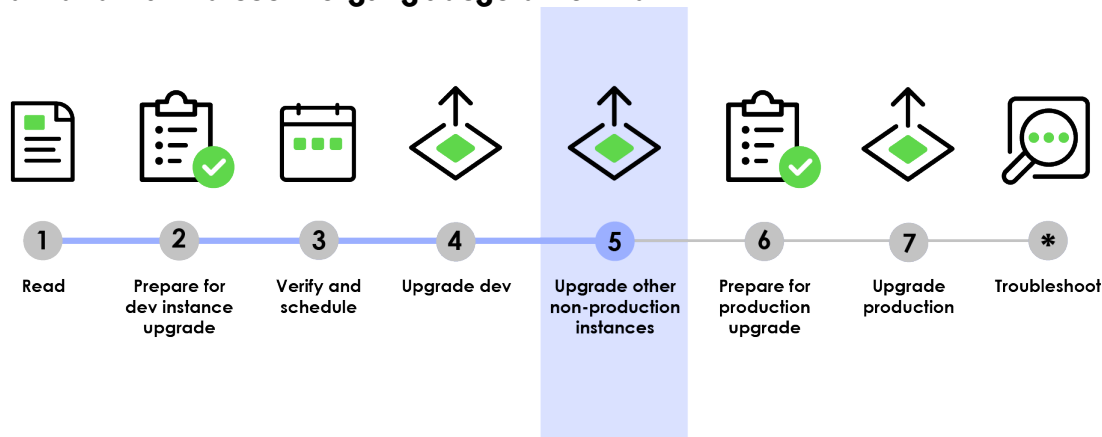 1
2
3
4
5
6
7
*
Read
Prepare for
dev instance
upgrade
Verify and
schedule
Upgrade dev
Upgrade other
non-production
instances
Prepare for
production
upgrade
Upgrade
production
Troubleshoot